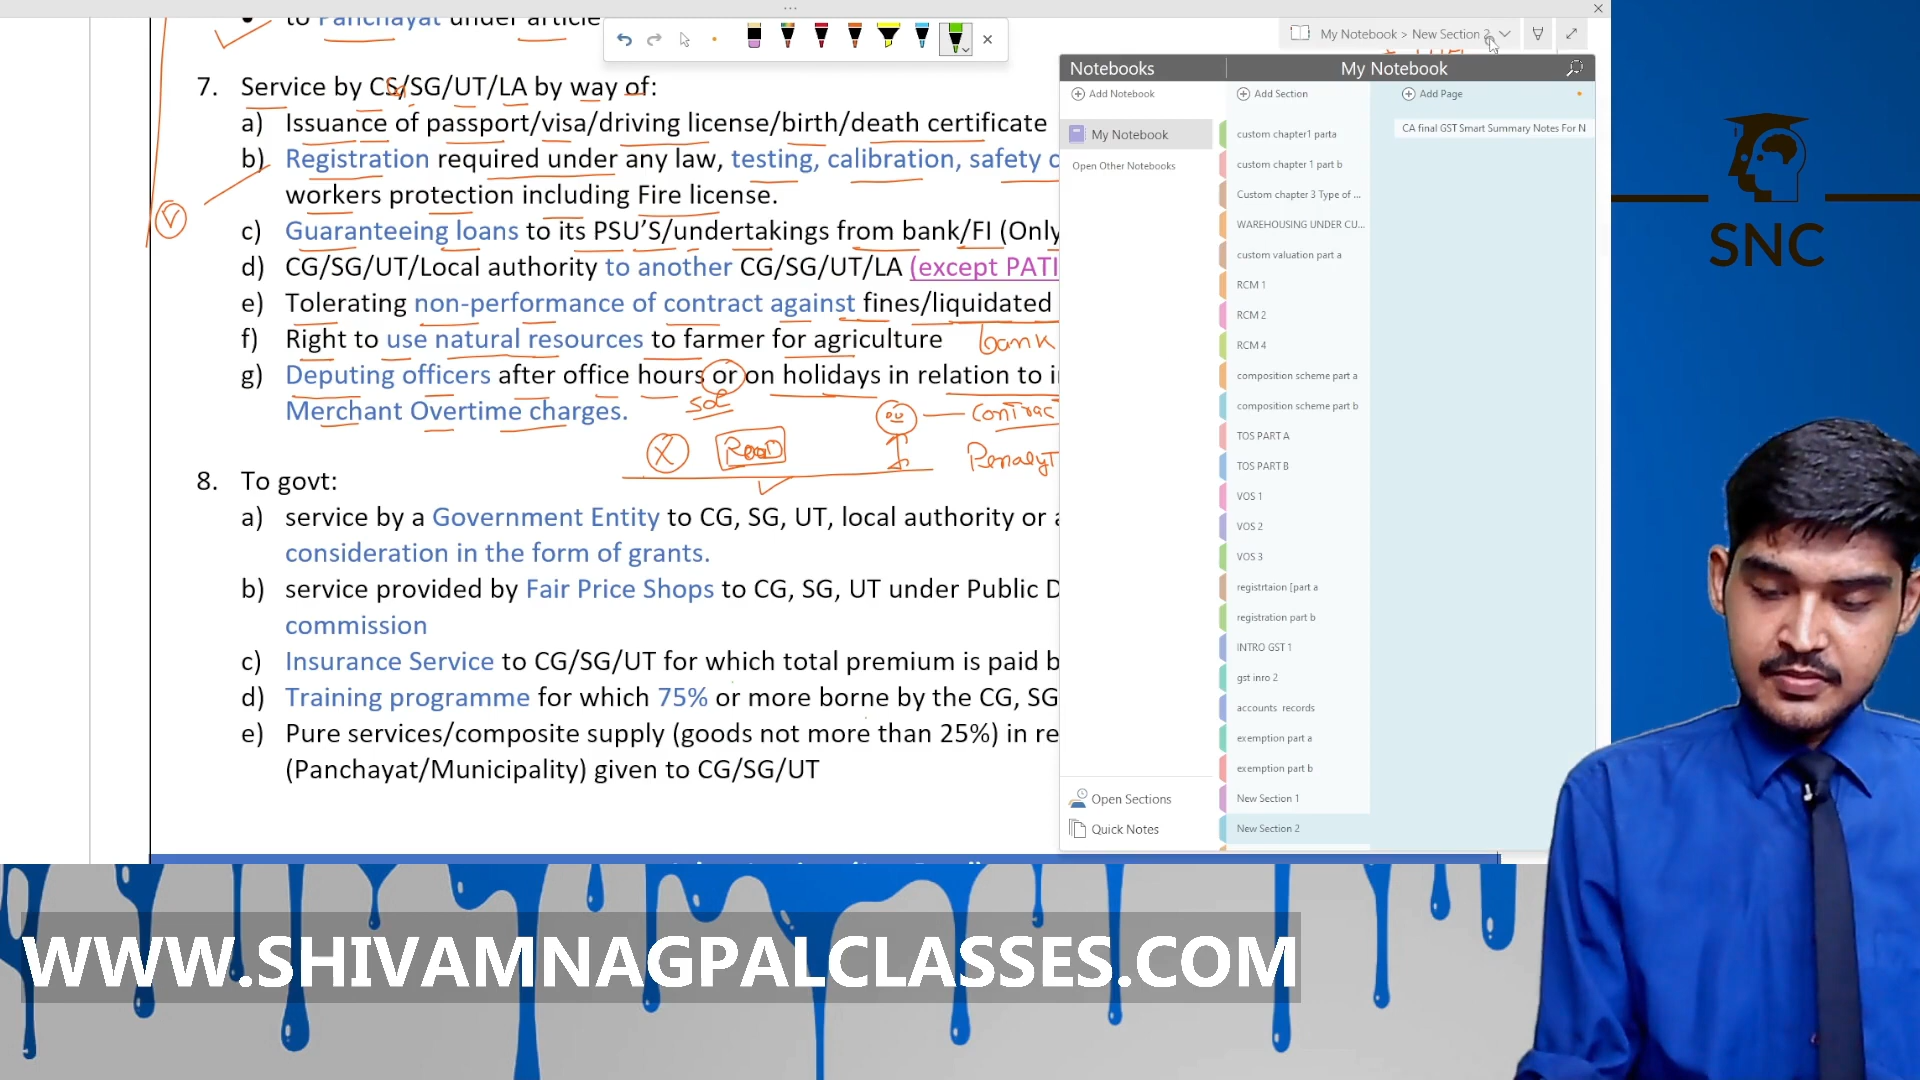 to Panchayat under article
7. Service by CS/SG/UT/LA by way of:
a) Issuance of passport/visa/driving license/birth/death certificate
b) Registration required under any law, testing, calibration, safety c
workers protection including Fire license.
c) Guaranteeing loans to its PSU'S/undertakings from bank/FI (Only
d) CG/SG/UT/Local authority to another CG/SG/UT/LA (except PATI
e) Tolerating non-performance of contract against fines/liquidated
f) Right to use natural resources to farmer for agriculture
bank
g) Deputing officers after office hours or on holidays in relation to i
Merchant Overtime charges.
Contrac
X
Road
Penalyt
8. To govt:
a) service by a Government Entity to CG, SG, UT, local authority or a
consideration in the form of grants.
b) service provided by Fair Price Shops to CG, SG, UT under Public D
commission
c) Insurance Service to CG/SG/UT for which total premium is paid b
d) Training programme for which 75% or more borne by the CG, SG
e) Pure services/composite supply (goods not more than 25%) in re
(Panchayat/Municipality) given to CG/SG/UT
My Notebook > New Section 2
Notebooks
My Notebook
Add Notebook
Add Section
Add Page
My Notebook
Open Other Notebooks
CA final GST Smart Summary Notes For N
custom chapter1 parta
custom chapter 1 part b
Custom chapter 3 Type of ...
WAREHOUSING UNDER CU...
custom valuation part a
RCM 1
RCM 2
RCM 4
composition scheme part a
composition scheme part b
TOS PART A
TOS PART B
VOS 1
VOS 2
VOS 3
registrtaion [part a
registration part b
INTRO GST 1
gst inro 2
accounts records
exemption part a
exemption part b
New Section 1
New Section 2
Open Sections
Quick Notes
SNC
WWW.SHIVAMNAGPALCLASSES.COM